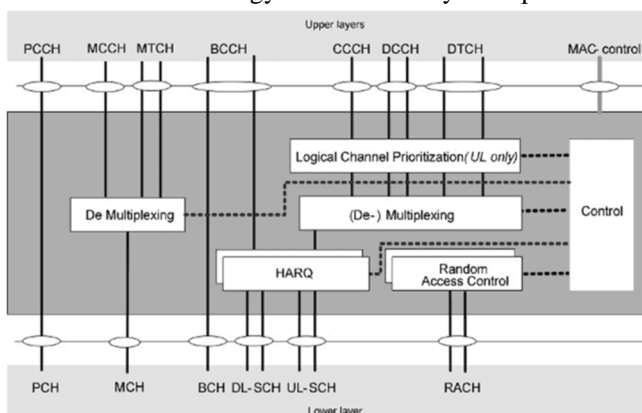 Upper layers
PCCH MCCH MTCH BCCH CCCH DCCH DTCH MAC- control
Logical Channel Prioritization(UL only)
De Multiplexing
(De-) Multiplexing
Control
HARQ
Random
Access Control
PCH MCH BCH DL-SCH UL-SCH RACH
Lower layer